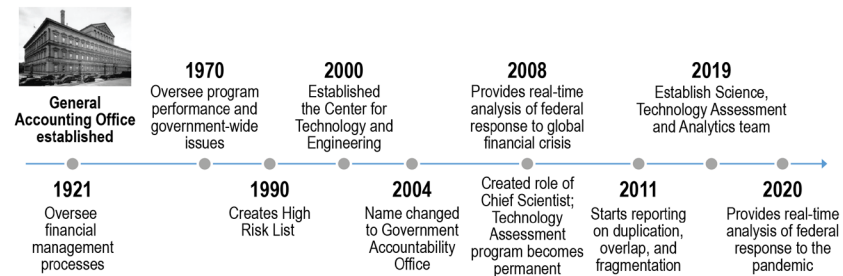 General
Accounting Office
established
1921
Oversee
financial
management
processes
1970
Oversee program
performance and
government-wide
issues
1990
Creates High
Risk List
2000
Established
the Center for
Technology and
Engineering
2004
Name changed
to Government
Accountability
Office
2008
Provides real-time
analysis of federal
response to global
financial crisis
Created role of
Chief Scientist;
Technology
Assessment
program becomes
permanent
2011
Starts reporting
on duplication,
overlap, and
fragmentation
2019
Establish Science,
Technology Assessment
and Analytics team
2020
Provides real-time
analysis of federal
response to the
pandemic